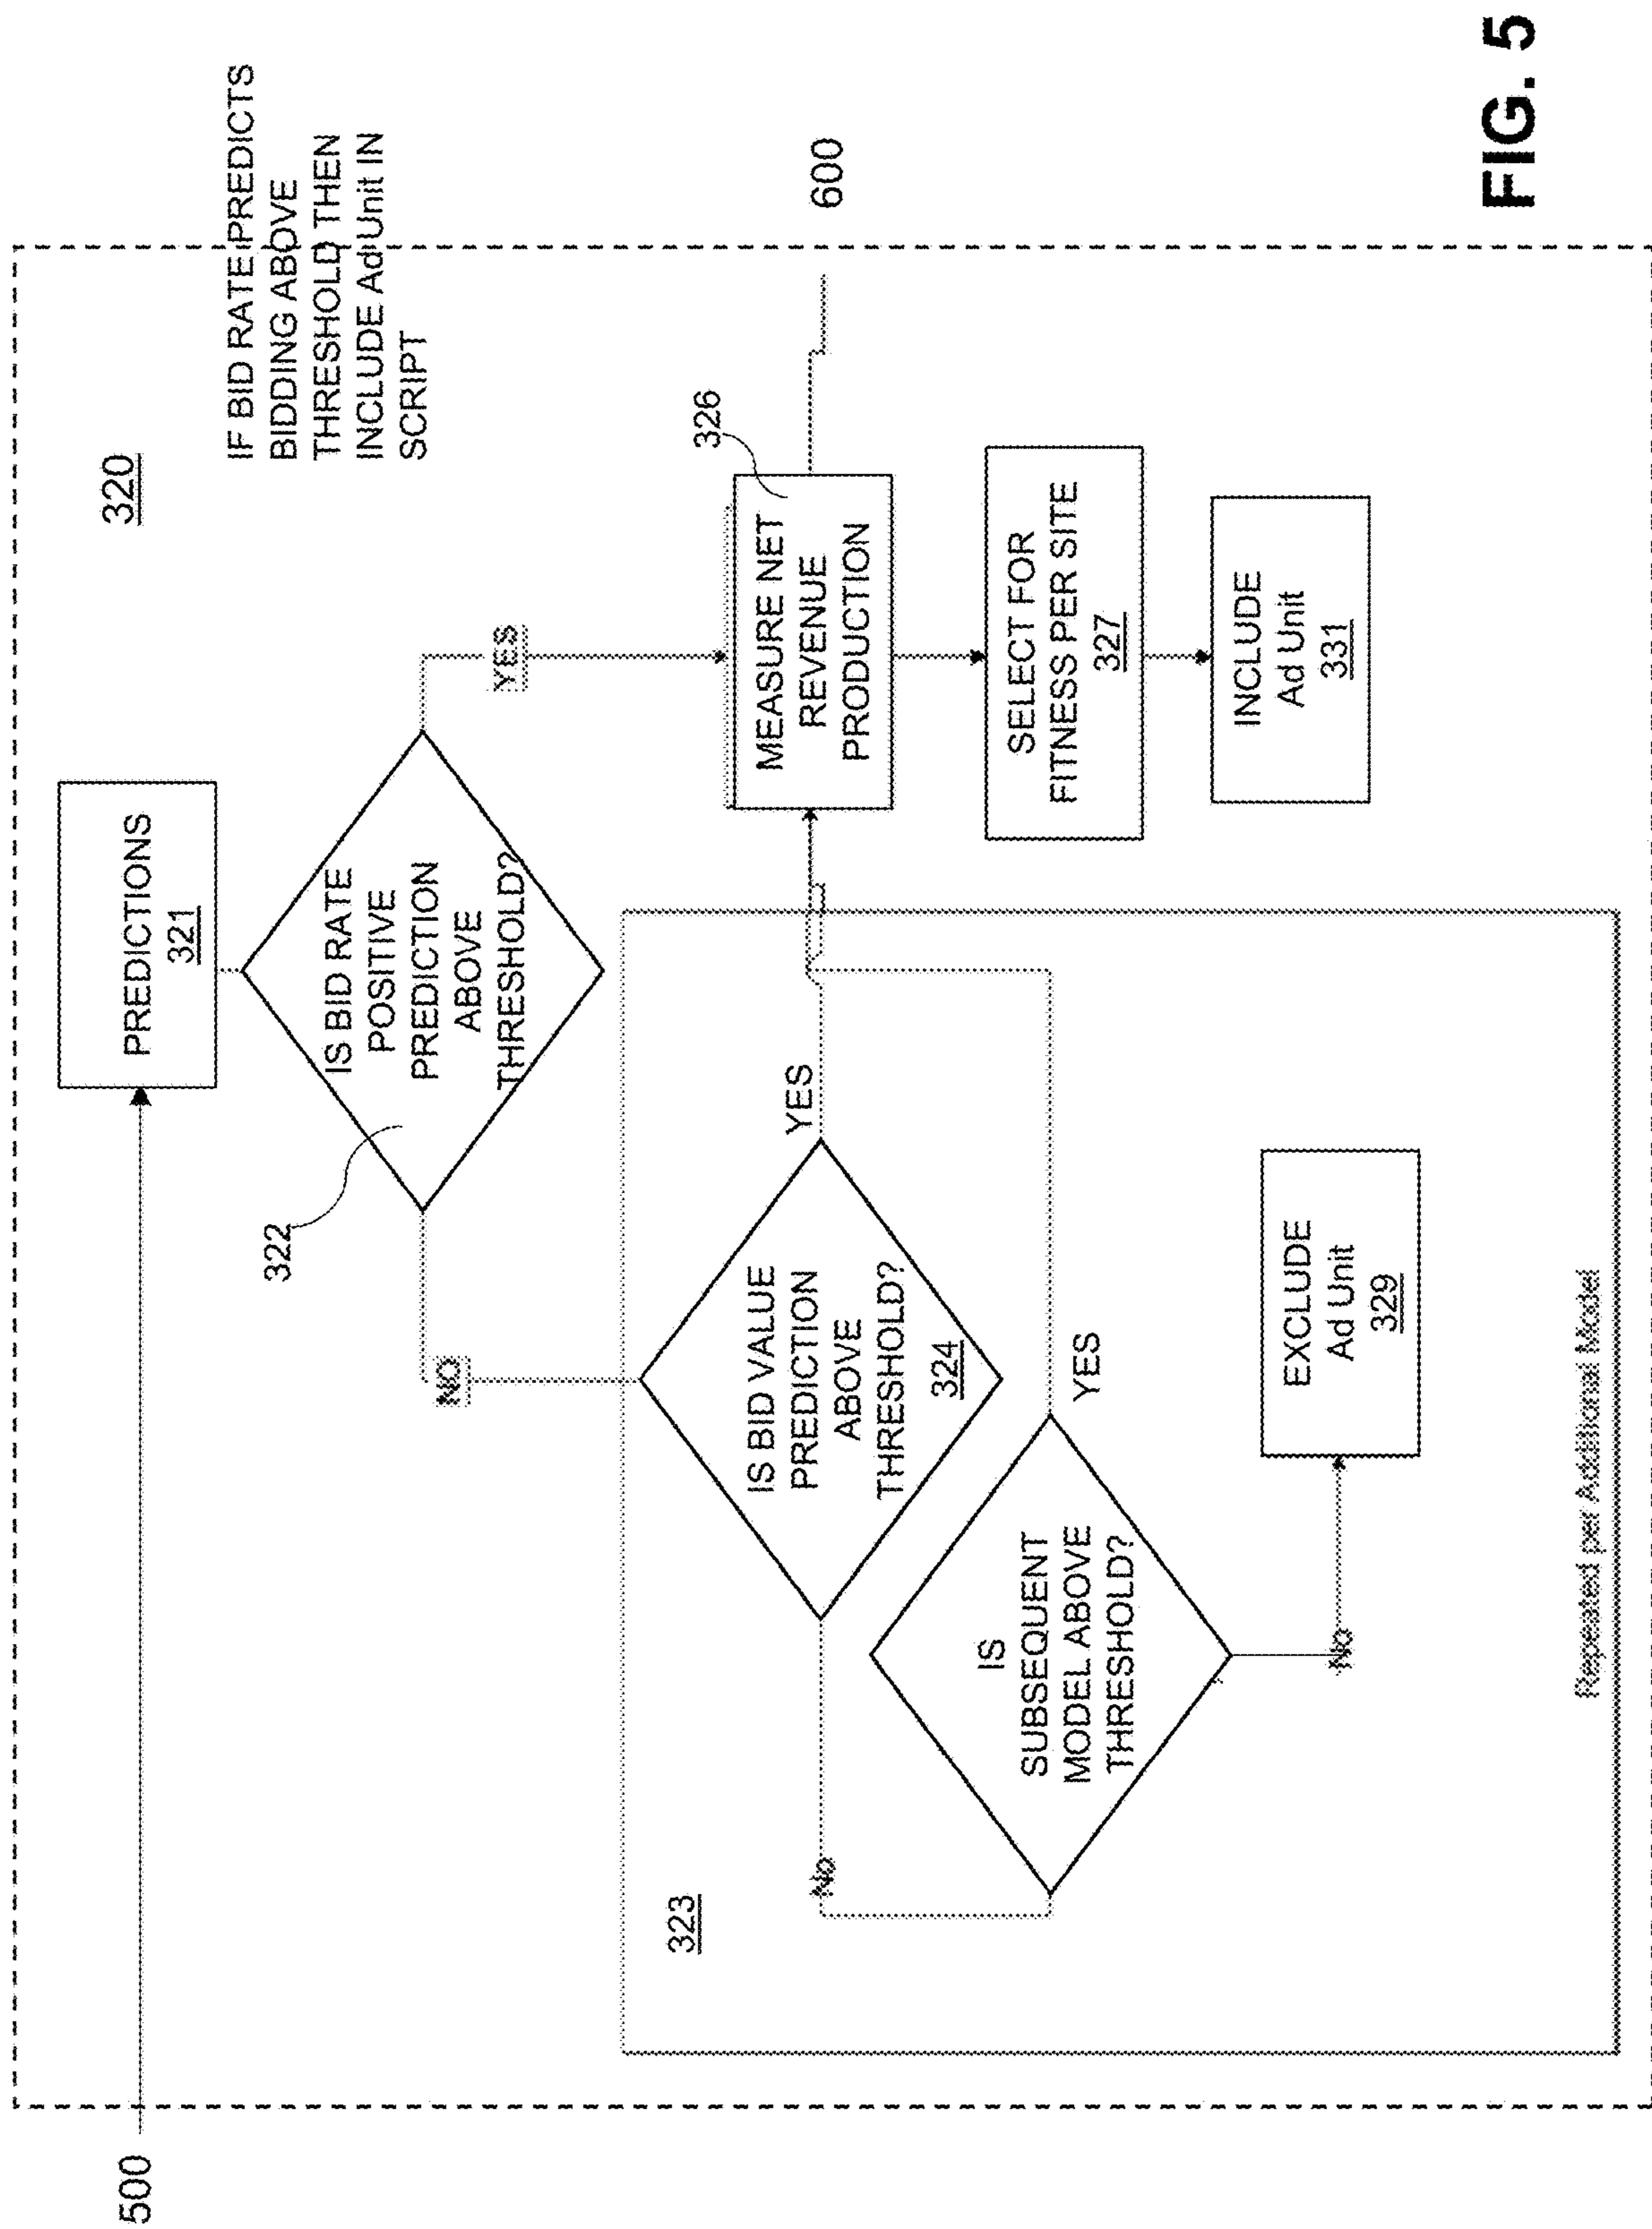 500
320
IF BID RATE PREDICTS
BIDDING ABOVE
THRESHOLD THEN
INCLUDE Ad Unit IN
SCRIPT
PREDICTIONS
321
322
IS BID RATE
POSITIVE
PREDICTION
ABOVE
THRESHOLD?
NO
YES
323
IS BID VALUE
PREDICTION
ABOVE
THRESHOLD?
324
YES
No
IS
SUBSEQUENT
MODEL ABOVE
THRESHOLD?
YES
No
EXCLUDE
Ad Unit
329
Repeated per Additional Model
326
MEASURE NET
REVENUE
PRODUCTION
600
SELECT FOR
FITNESS PER SITE
327
INCLUDE
Ad Unit
331
FIG. 5